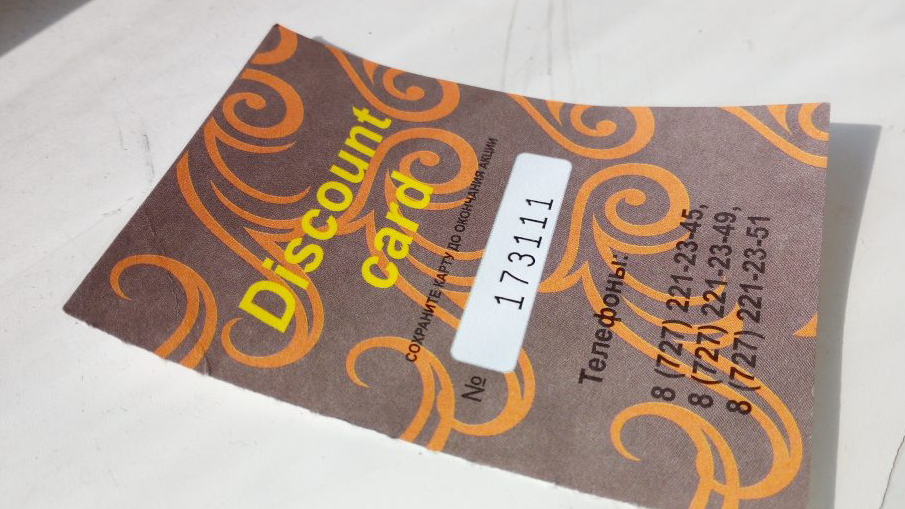 Discount
card
СОХРАНИТЕ КАРТУ ДО ОКОНЧАНИЯ АКЦИИ
№ 173111
Телефоны:
8 (727) 221-23-45,
8 (727) 221-23-49,
8 (727) 221-23-51